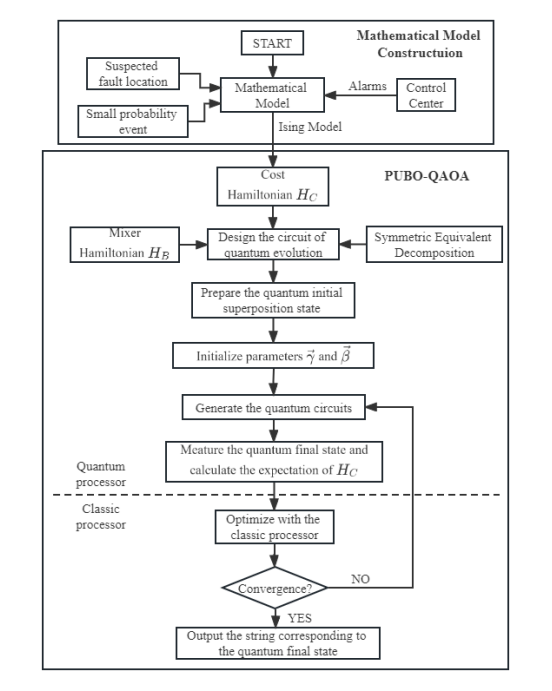 START
Mathematical Model
Constructuion
Suspected
fault location
Mathematical
Model
Alarms
Control
Center
Small probability
event
Ising Model
Cost
Hamiltonian H_C
PUBO-QAOA
Mixer
Hamiltonian H_B
Design the circuit of
quantum evolution
Symmetric Equivalent
Decomposition
Prepare the quantum initial
superposition state
Initialize parameters γ⃗ and β⃗
Generate the quantum circuits
Meature the quantum final state and
calculate the expectation of H_C
Quantum
processor
Classic
processor
Optimize with the
classic processor
Convergence?
NO
YES
Output the string corresponding to
the quantum final state